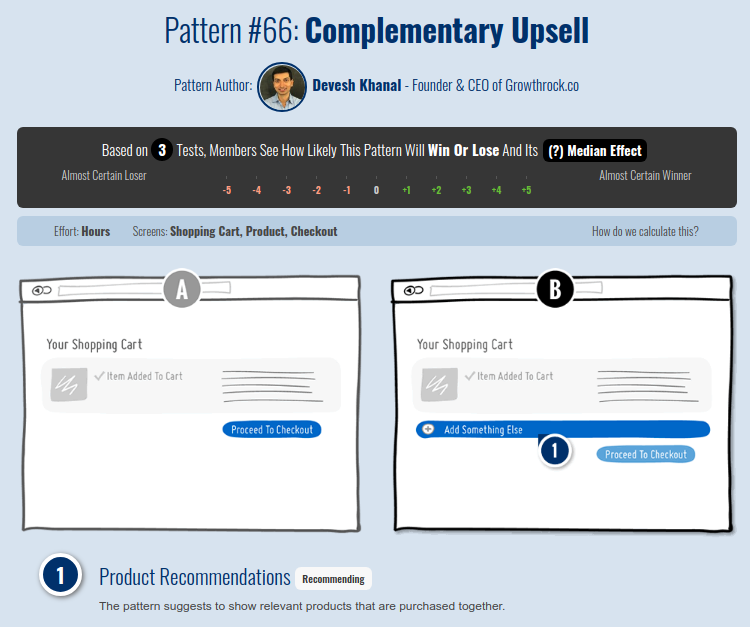 Pattern #66: Complementary Upsell
Pattern Author: Devesh Khanal - Founder & CEO of Growthrock.co
Based on 3 Tests, Members See How Likely This Pattern Will Win Or Lose And Its (?) Median Effect
Almost Certain Loser -5 -4 -3 -2 -1 0 +1 +2 +3 +4 +5 Almost Certain Winner
Effort: Hours Screens: Shopping Cart, Product, Checkout How do we calculate this?
A
Your Shopping Cart
Item Added To Cart
Proceed To Checkout
B
Your Shopping Cart
Item Added To Cart
Add Something Else
1
Proceed To Checkout
1 Product Recommendations Recommending
The pattern suggests to show relevant products that are purchased together.